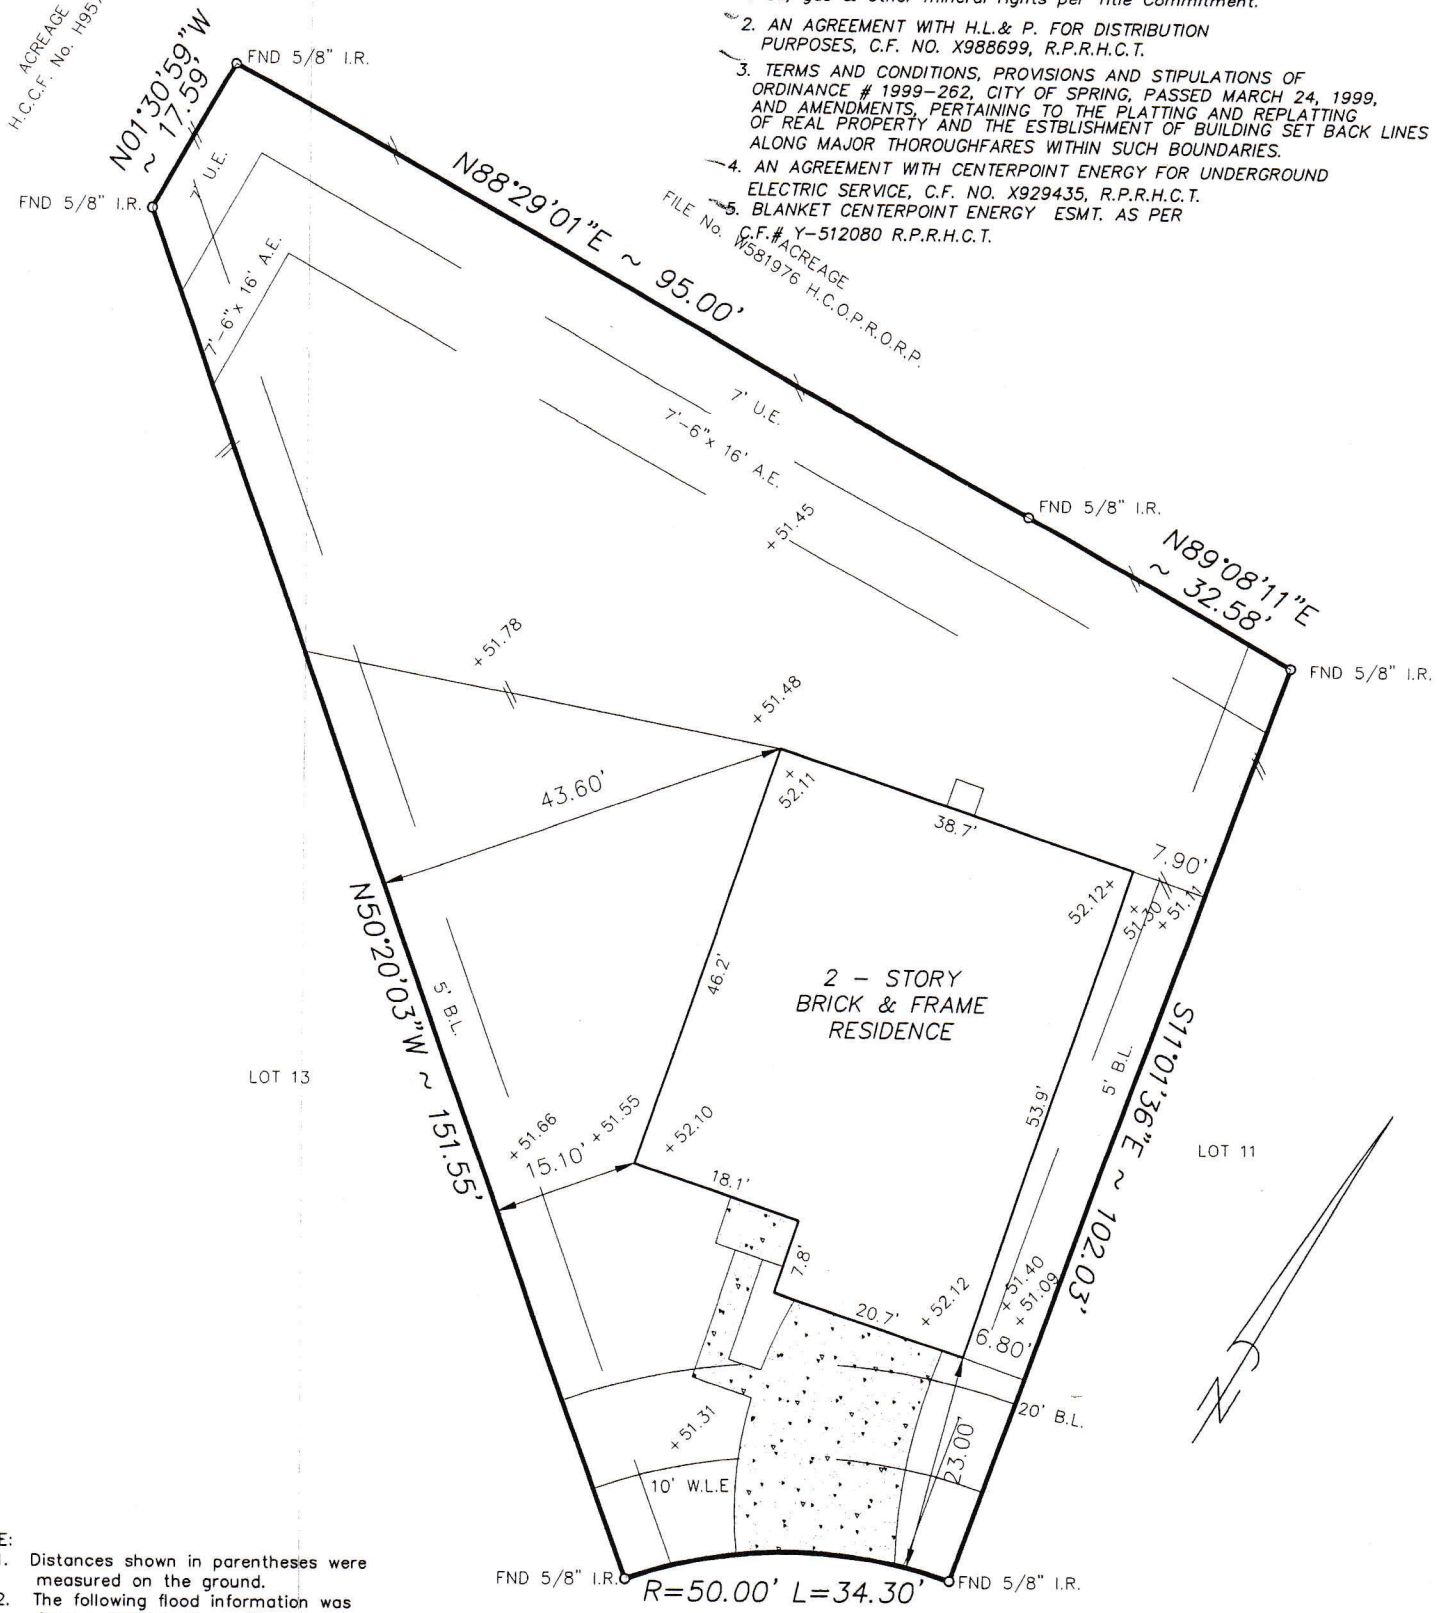 gas & other mineral rights per Title Commitment.
2. AN AGREEMENT WITH H.L.& P. FOR DISTRIBUTION
PURPOSES, C.F. NO. X988699, R.P.R.H.C.T.
3. TERMS AND CONDITIONS, PROVISIONS AND STIPULATIONS OF
ORDINANCE # 1999-262, CITY OF SPRING, PASSED MARCH 24, 1999,
AND AMENDMENTS, PERTAINING TO THE PLATTING AND REPLATTING
OF REAL PROPERTY AND THE ESTBLISHMENT OF BUILDING SET BACK LINES
ALONG MAJOR THOROUGHFARES WITHIN SUCH BOUNDARIES.
4. AN AGREEMENT WITH CENTERPOINT ENERGY FOR UNDERGROUND
ELECTRIC SERVICE, C.F. NO. X929435, R.P.R.H.C.T.
5. BLANKET CENTERPOINT ENERGY ESMT. AS PER
C.F.# Y-512080 R.P.R.H.C.T.
ACREAGE
H.C.C.F. No.
N01°30'59"W
~ 17.59'
FND 5/8" I.R.
FND 5/8" I.R.
7' U.E.
7'-6"x 16' A.E.
N88°29'01"E ~ 95.00'
ACREAGE
FILE No. W581976 H.C.O.P.R.O.R.P.
7' U.E.
7'-6"x 16' A.E.
+51.45
FND 5/8" I.R.
N89°08'11"E
~ 32.58'
FND 5/8" I.R.
+51.78
+51.48
43.60'
+
52.11
38.7'
7.90'
52.12+
+
51.30
+51.11
N50°20'03"W ~ 151.55'
5' B.L.
46.2'
2 - STORY
BRICK & FRAME
RESIDENCE
53.9'
5' B.L.
S11°01'36"E ~ 102.03'
LOT 13
LOT 11
+51.66
+51.55
15.10'
+52.10
18.1'
7.8'
20.7'
+52.12
+51.40
+51.09
6.80'
20' B.L.
23.00'
+51.31
10' W.L.E
N
FND 5/8" I.R.
R=50.00' L=34.30'
FND 5/8" I.R.
E:
Distances shown in parentheses were
measured on the ground.
2. The following flood information was